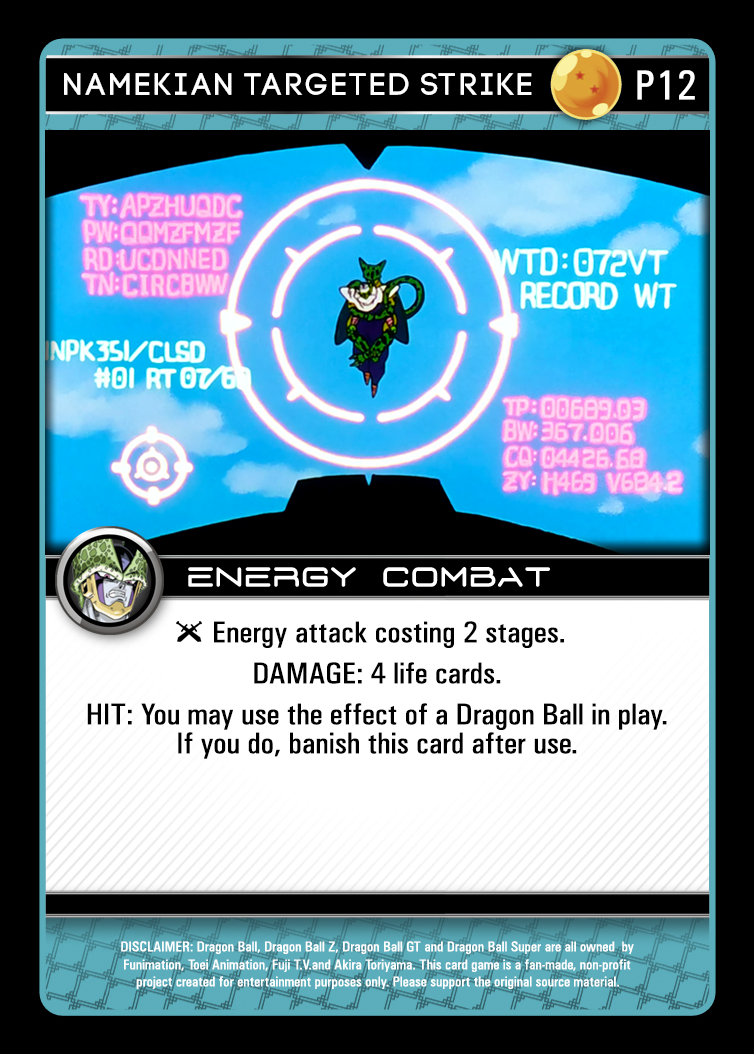 NAMEKIAN TARGETED STRIKE P12
TY:APZHUQDC
PW:QQMZFMZF
RD:UCDNNED
TN:CIRCBWW
WTD:072VT
RECORD WT
INPK351/CLSD
#01 RT 07/60
TP:00689.03
BW:367.006
CQ:04426.68
ZY:H469 V684.2
ENERGY COMBAT
Energy attack costing 2 stages.
DAMAGE: 4 life cards.
HIT: You may use the effect of a Dragon Ball in play.
If you do, banish this card after use.
DISCLAIMER: Dragon Ball, Dragon Ball Z, Dragon Ball GT and Dragon Ball Super are all owned by
Funimation, Toei Animation, Fuji T.V.and Akira Toriyama. This card game is a fan-made, non-profit
project created for entertainment purposes only. Please support the original source material.